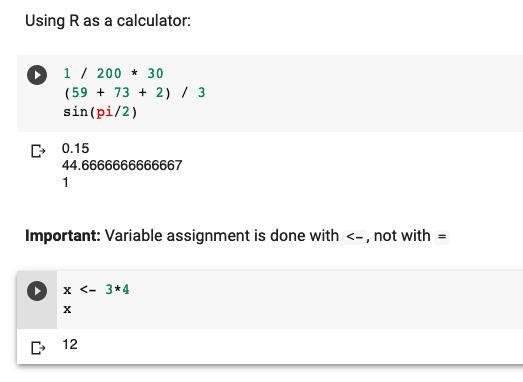 Using R as a calculator:
1 / 200 * 30
(59 + 73 + 2) / 3
sin(pi/2)
0.15
44.6666666666667
1
Important: Variable assignment is done with <-, not with =
x <- 3*4
x
12